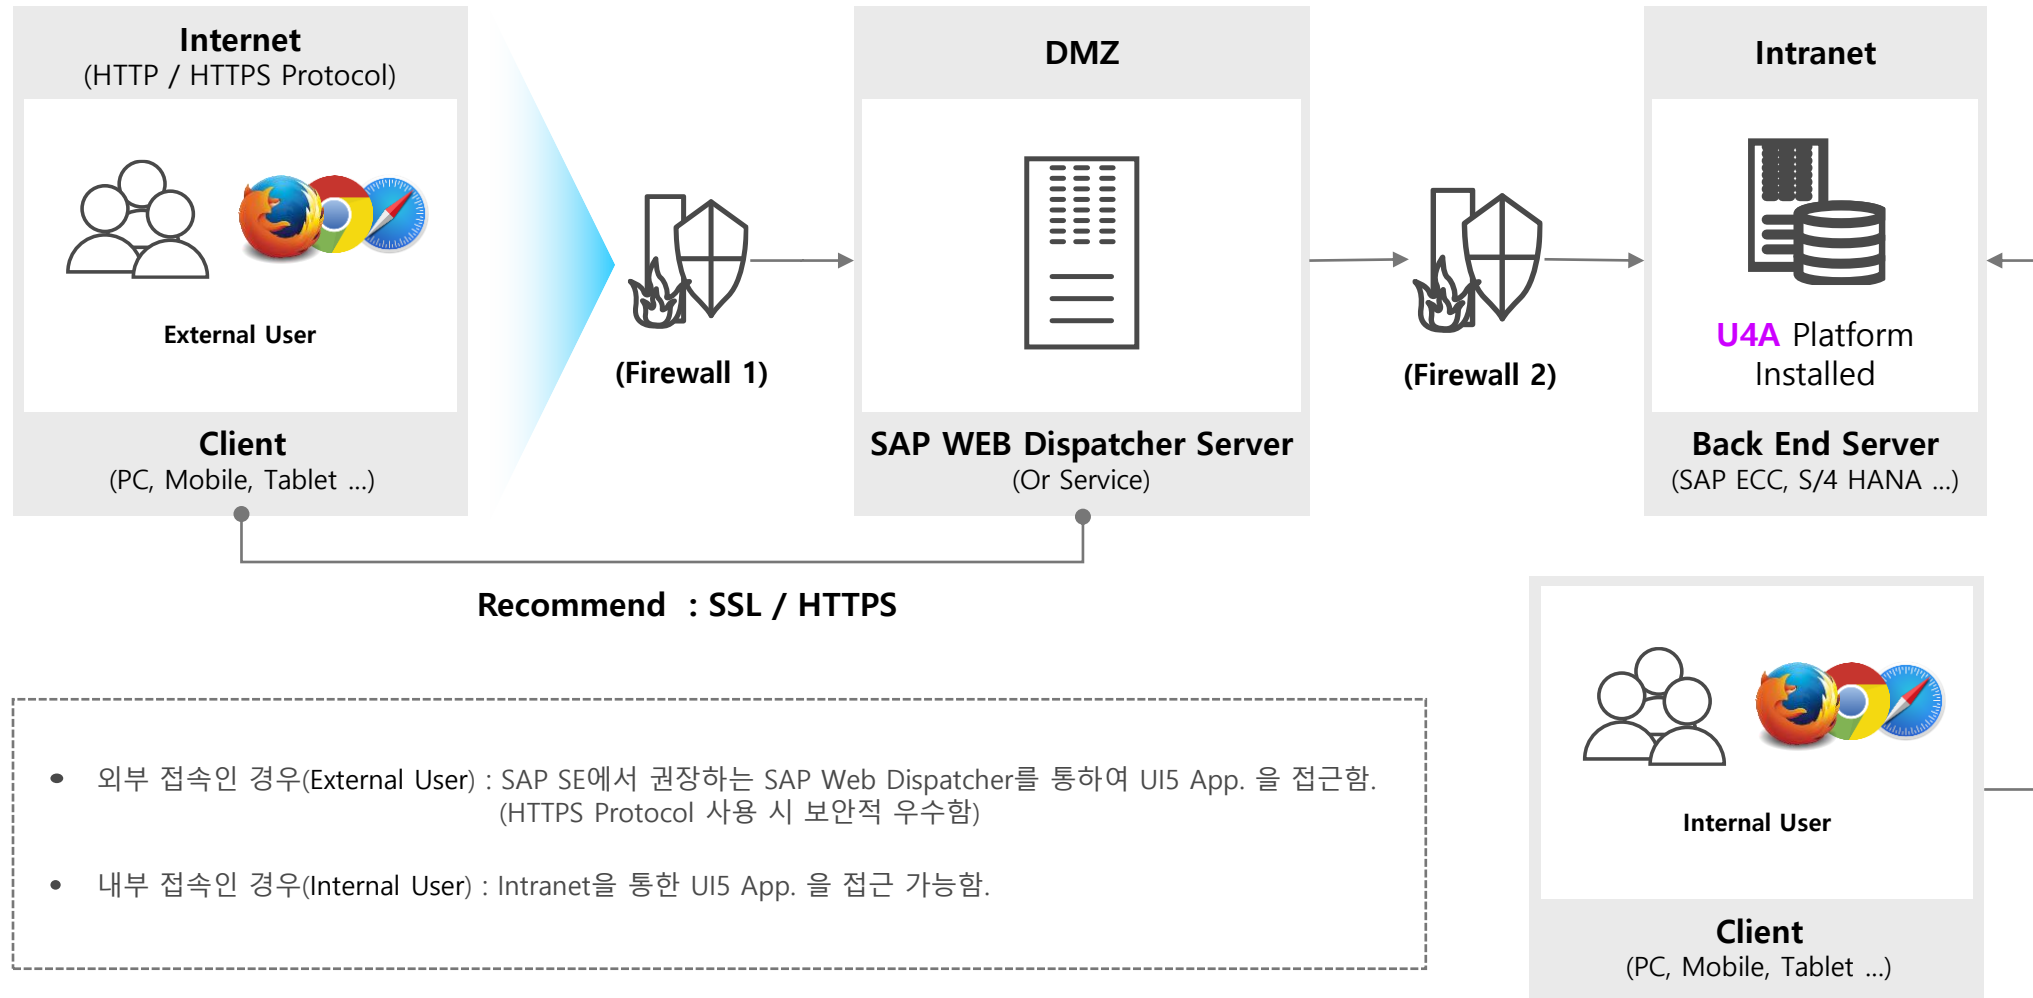 Internet
(HTTP / HTTPS Protocol)
External User
Client
(PC, Mobile, Tablet ...)
(Firewall 1)
DMZ
SAP WEB Dispatcher Server
(Or Service)
(Firewall 2)
Intranet
U4A Platform
Installed
Back End Server
(SAP ECC, S/4 HANA ...)
Recommend : SSL / HTTPS
• 외부 접속인 경우(External User) : SAP SE에서 권장하는 SAP Web Dispatcher를 통하여 UI5 App. 을 접근함.
(HTTPS Protocol 사용 시 보안적 우수함)
• 내부 접속인 경우(Internal User) : Intranet을 통한 UI5 App. 을 접근 가능함.
Internal User
Client
(PC, Mobile, Tablet ...)